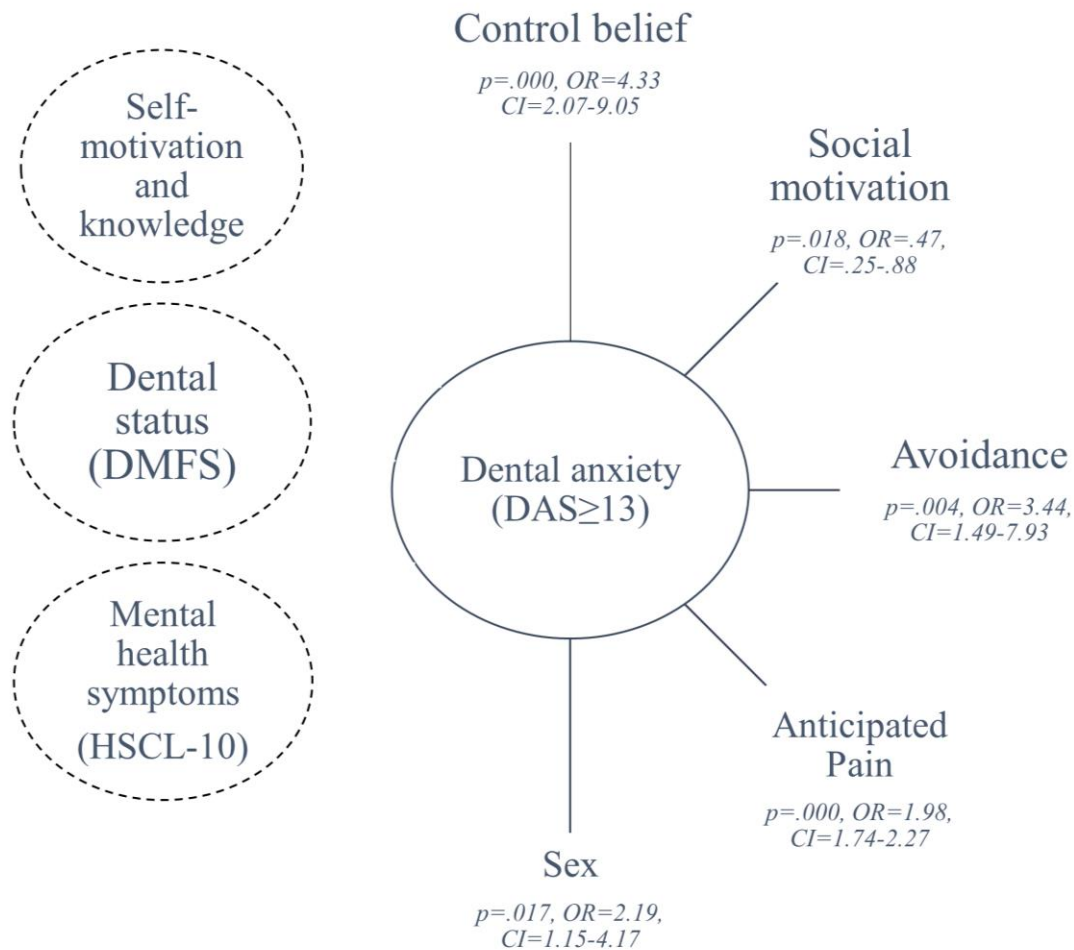 Control belief
p=.000, OR=4.33
CI=2.07-9.05
Self-
motivation
and
knowledge
Social
motivation
p=.018, OR=.47,
CI=.25-.88
Dental
status
(DMFS)
Dental anxiety
(DAS≥13)
Avoidance
p=.004, OR=3.44,
CI=1.49-7.93
Mental
health
symptoms
(HSCL-10)
Anticipated
Pain
p=.000, OR=1.98,
CI=1.74-2.27
Sex
p=.017, OR=2.19,
CI=1.15-4.17